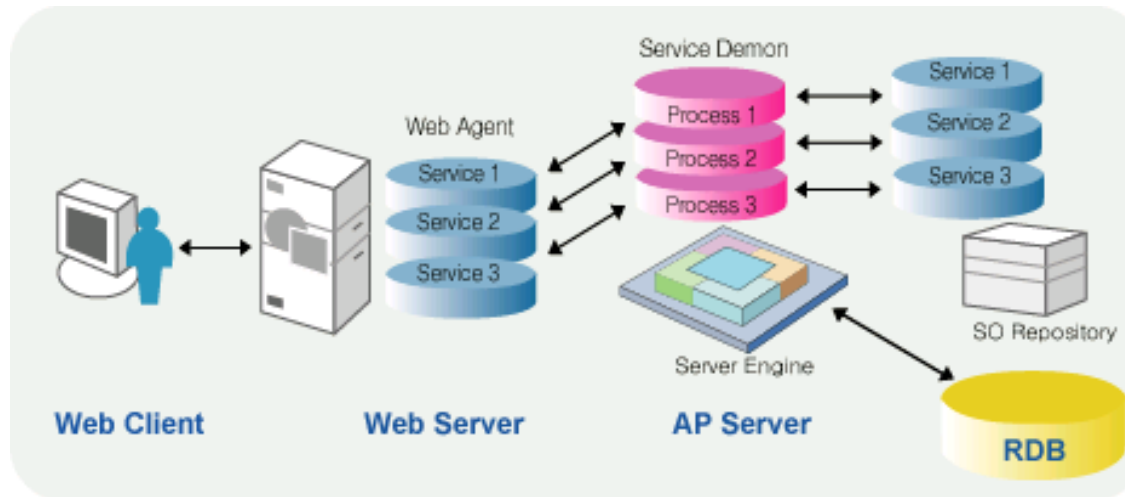 Service Demon
Process 1
Process 2
Process 3
Service 1
Service 2
Service 3
Web Agent
Service 1
Service 2
Service 3
SO Repository
Server Engine
Web Client
Web Server
AP Server
RDB